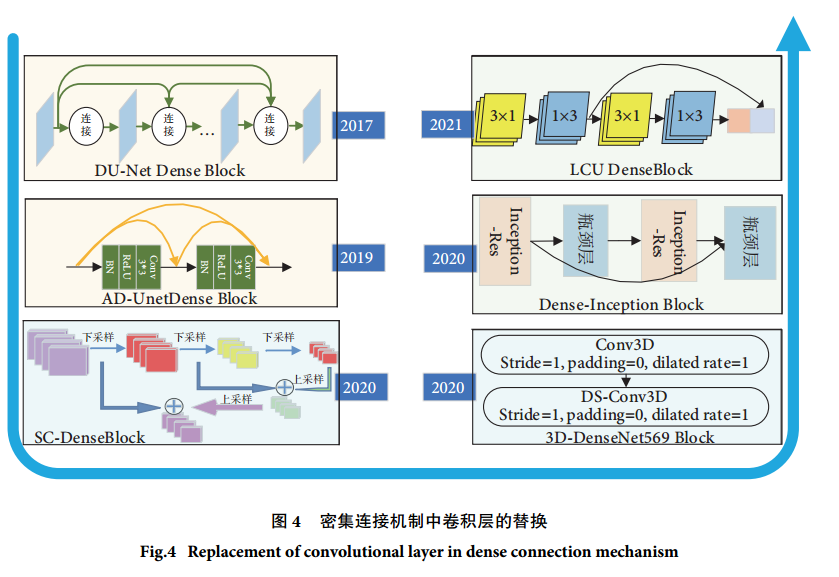 连接
连接
...
连接
DU-Net Dense Block
2017
BN
ReLU
Conv 3*3
BN
ReLU
Conv 3*3
AD-UnetDense Block
2019
下采样
下采样
下采样
上采样
上采样
SC-DenseBlock
2020
2021
3×1
1×3
3×1
1×3
LCU DenseBlock
2020
Inception
-Res
瓶颈层
Inception
-Res
瓶颈层
Dense-Inception Block
2020
Conv3D
Stride=1, padding=0, dilated rate=1
DS-Conv3D
Stride=1, padding=0, dilated rate=1
3D-DenseNet569 Block
图 4 密集连接机制中卷积层的替换
Fig.4 Replacement of convolutional layer in dense connection mechanism